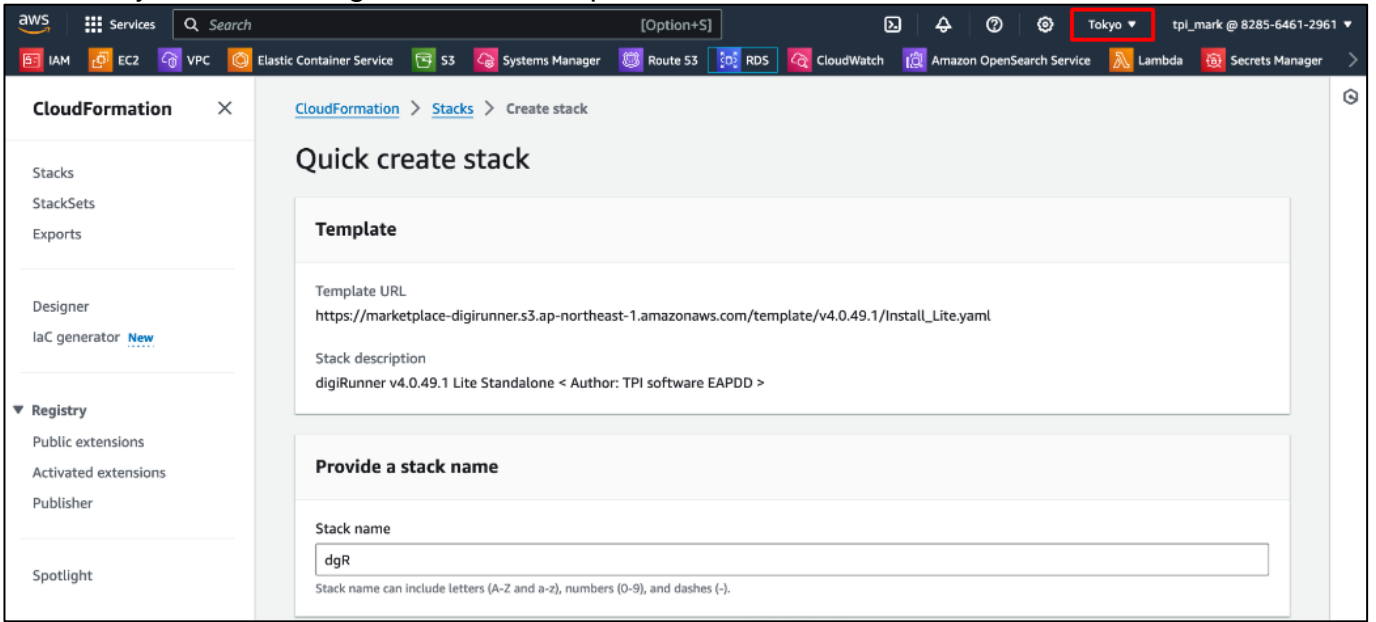 aws Services Search [Option+S] Tokyo ▼ tpi_mark @ 8285-6461-2961 ▼
IAM EC2 VPC Elastic Container Service S3 Systems Manager Route 53 RDS CloudWatch Amazon OpenSearch Service Lambda Secrets Manager
CloudFormation
Stacks
StackSets
Exports
Designer
IaC generator New
▼ Registry
Public extensions
Activated extensions
Publisher
Spotlight
CloudFormation > Stacks > Create stack
Quick create stack
Template
Template URL
https://marketplace-digirunner.s3.ap-northeast-1.amazonaws.com/template/v4.0.49.1/Install_Lite.yaml
Stack description
digiRunner v4.0.49.1 Lite Standalone < Author: TPI software EAPDD >
Provide a stack name
Stack name
dgR
Stack name can include letters (A-Z and a-z), numbers (0-9), and dashes (-).